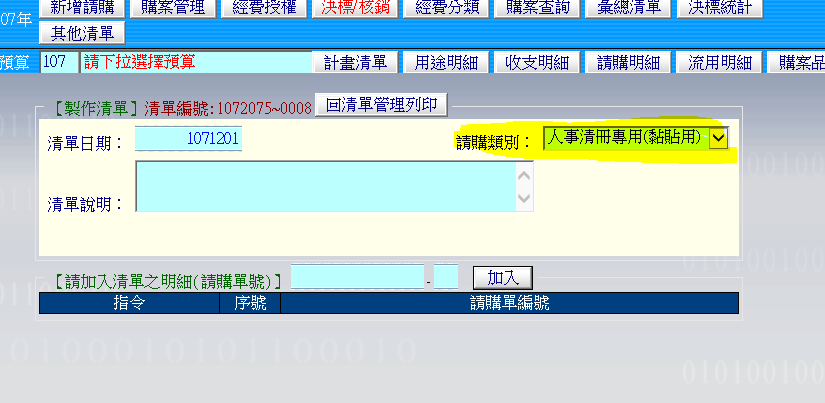 07年 新增請購 購案管理 經費授權 決標/核銷 經費分類 購案查詢 彙總清單 決標統計
其他清單
預算 107 請下拉選擇預算 計畫清單 用途明細 收支明細 請購明細 流用明細 購案品
【製作清單】清單編號:1072075~0008 回清單管理列印
清單日期： 1071201 請購類別： 人事清冊專用(黏貼用)
清單說明：
【請加入清單之明細(請購單號)】 - 加入
指令 序號 請購單編號
010100101101100010
010100100